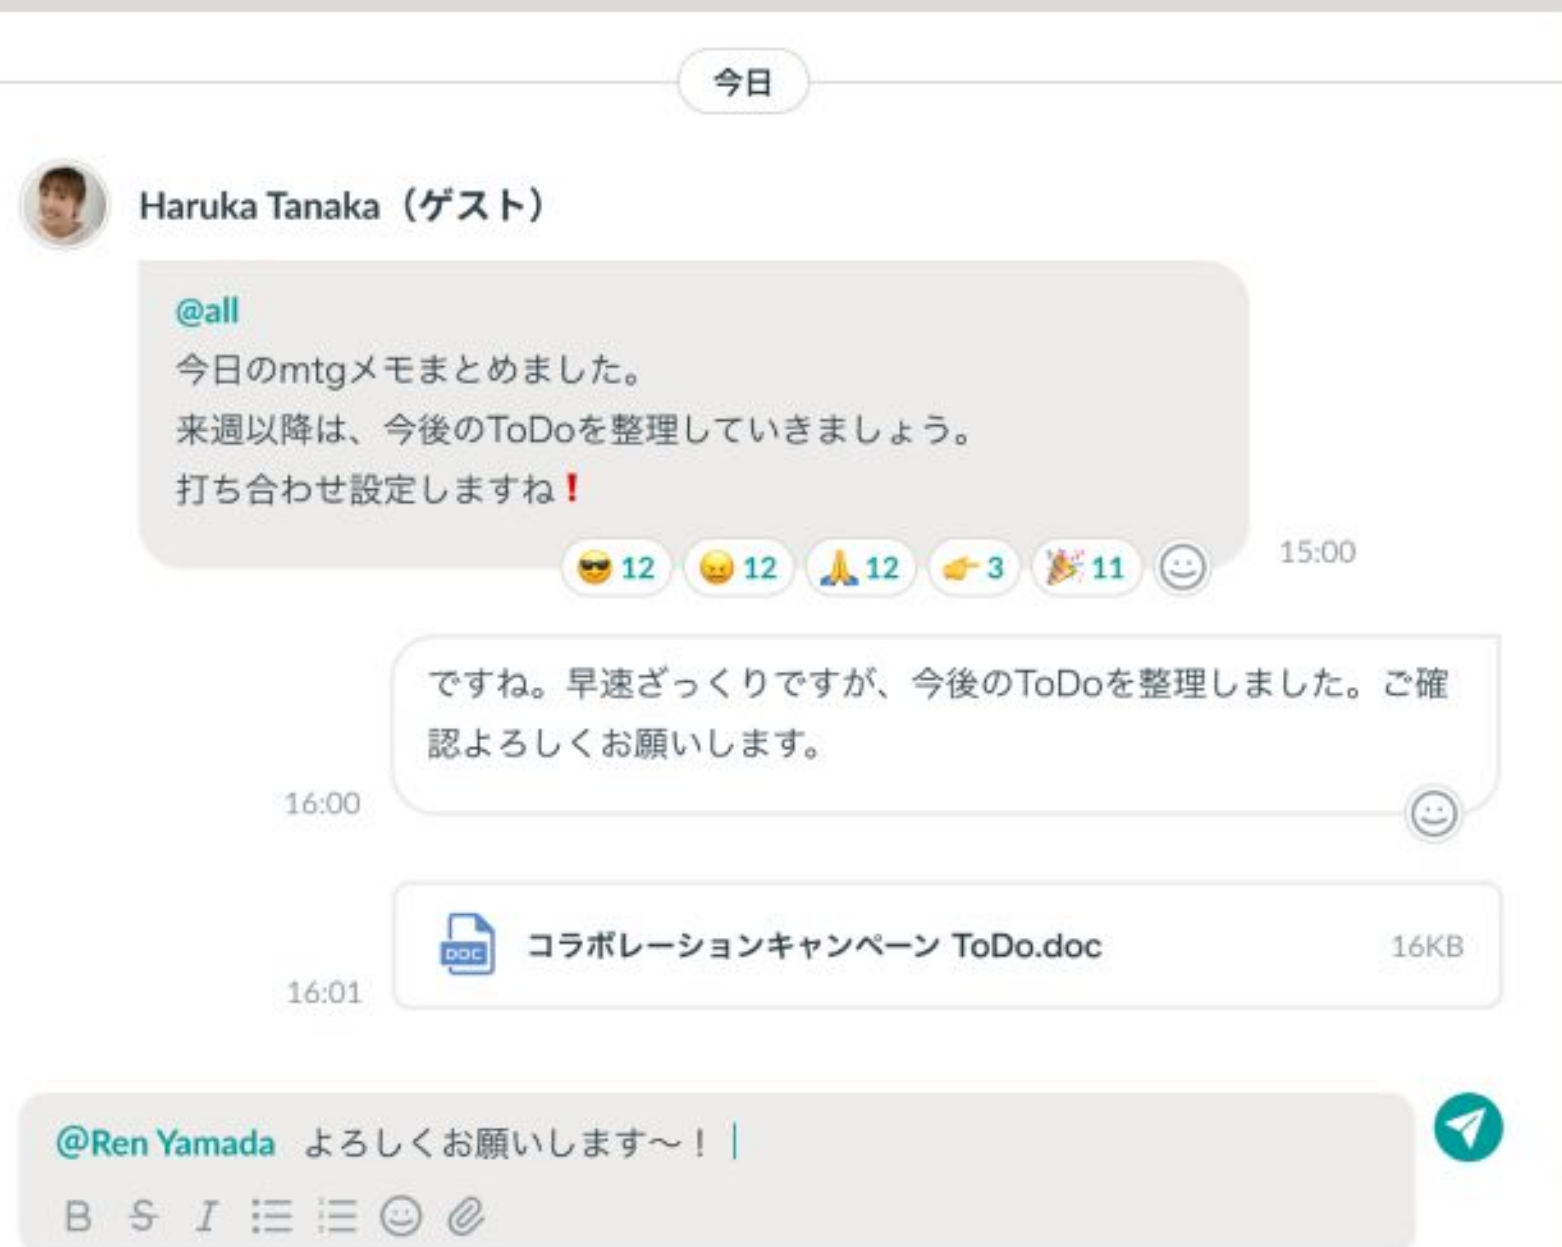 今日
Haruka Tanaka（ゲスト）
@all
今日のmtgメモまとめました。
来週以降は、今後のToDoを整理していきましょう。
打ち合わせ設定しますね❗
😎 12 😖 12 🙏 12 👉 3 🎉 11
15:00
ですね。早速ざっくりですが、今後のToDoを整理しました。ご確
認よろしくお願いします。
16:00
DOC コラボレーションキャンペーン ToDo.doc 16KB
16:01
@Ren Yamada よろしくお願いします〜！
B S I